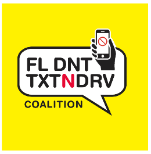 FL DNT
TXTNDRV
COALITION